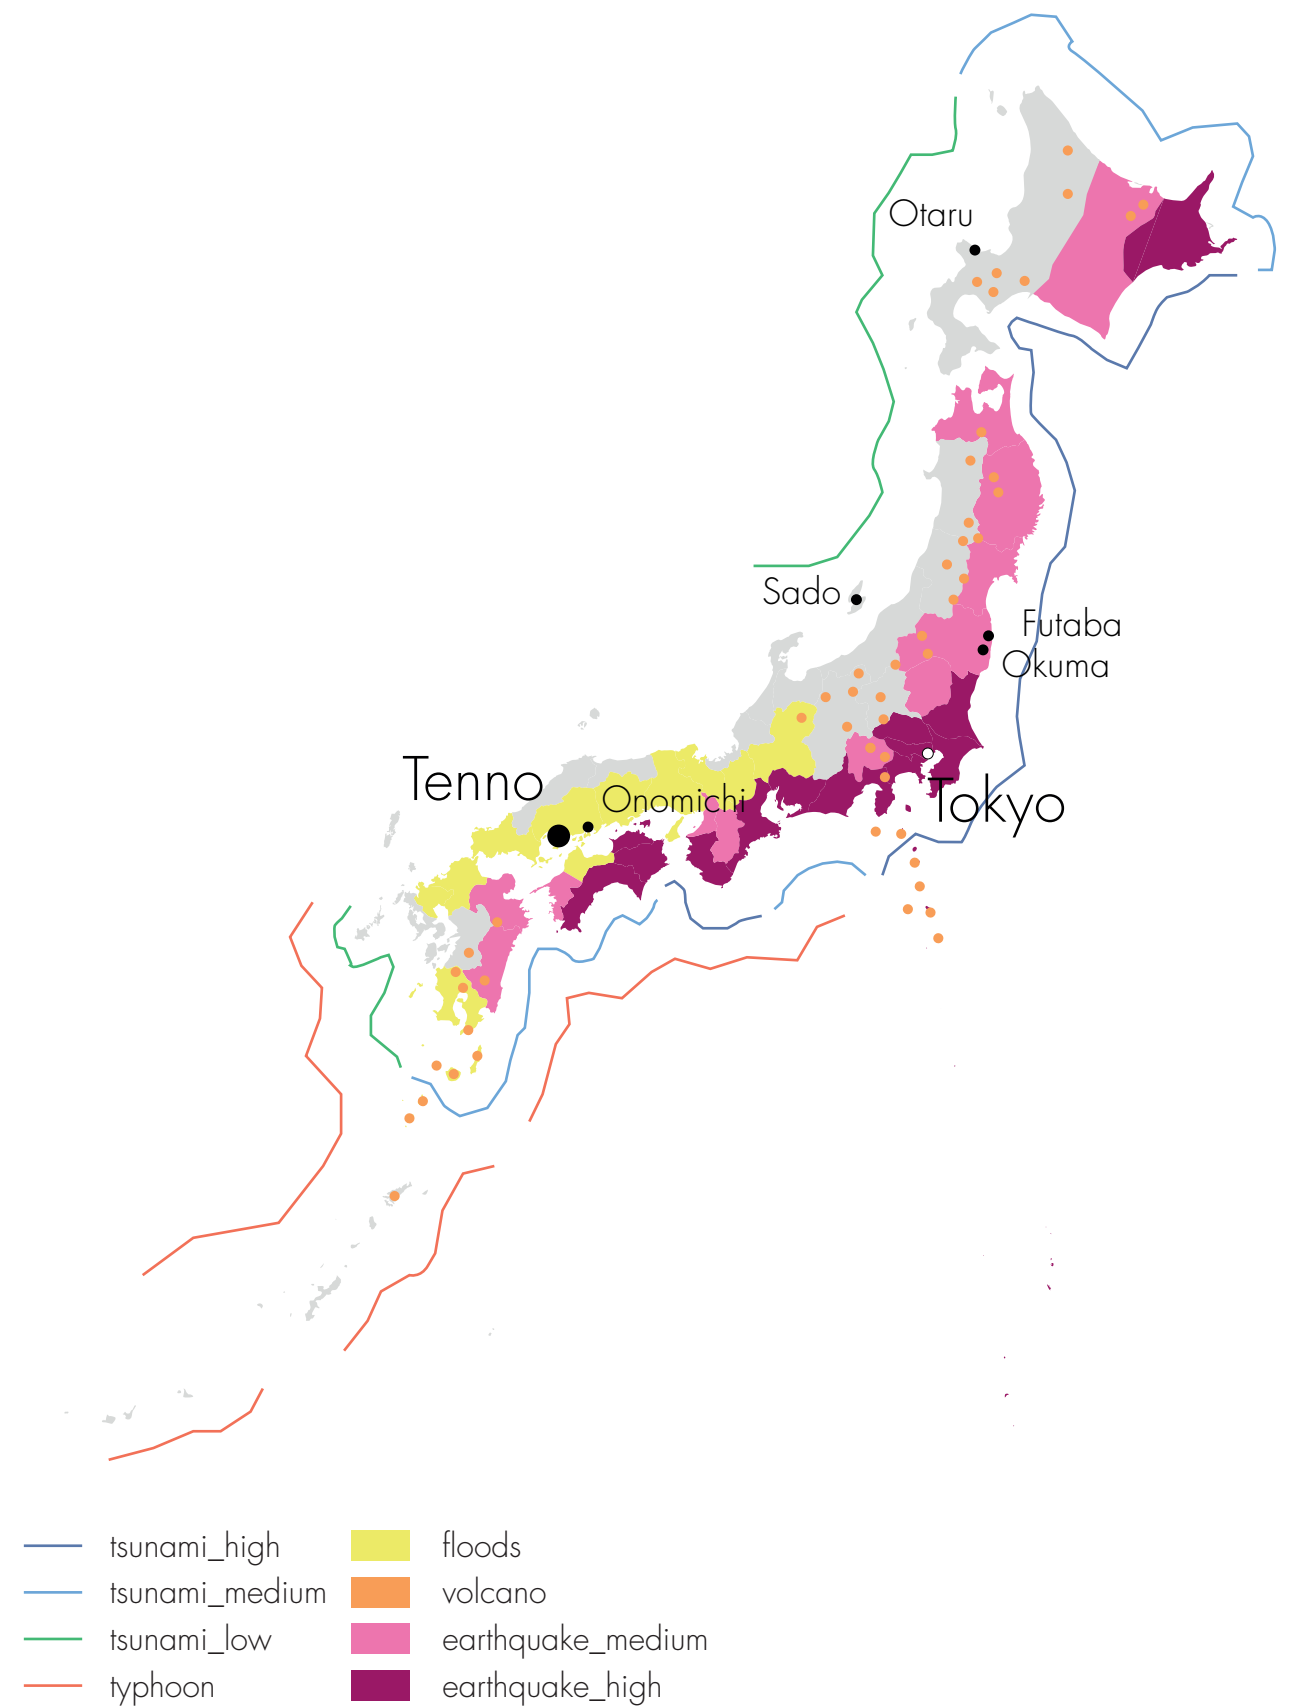 Otaru
Sado
Futaba
Okuma
Tenno
Onomichi
Tokyo
tsunami_high
tsunami_medium
tsunami_low
typhoon
floods
volcano
earthquake_medium
earthquake_high